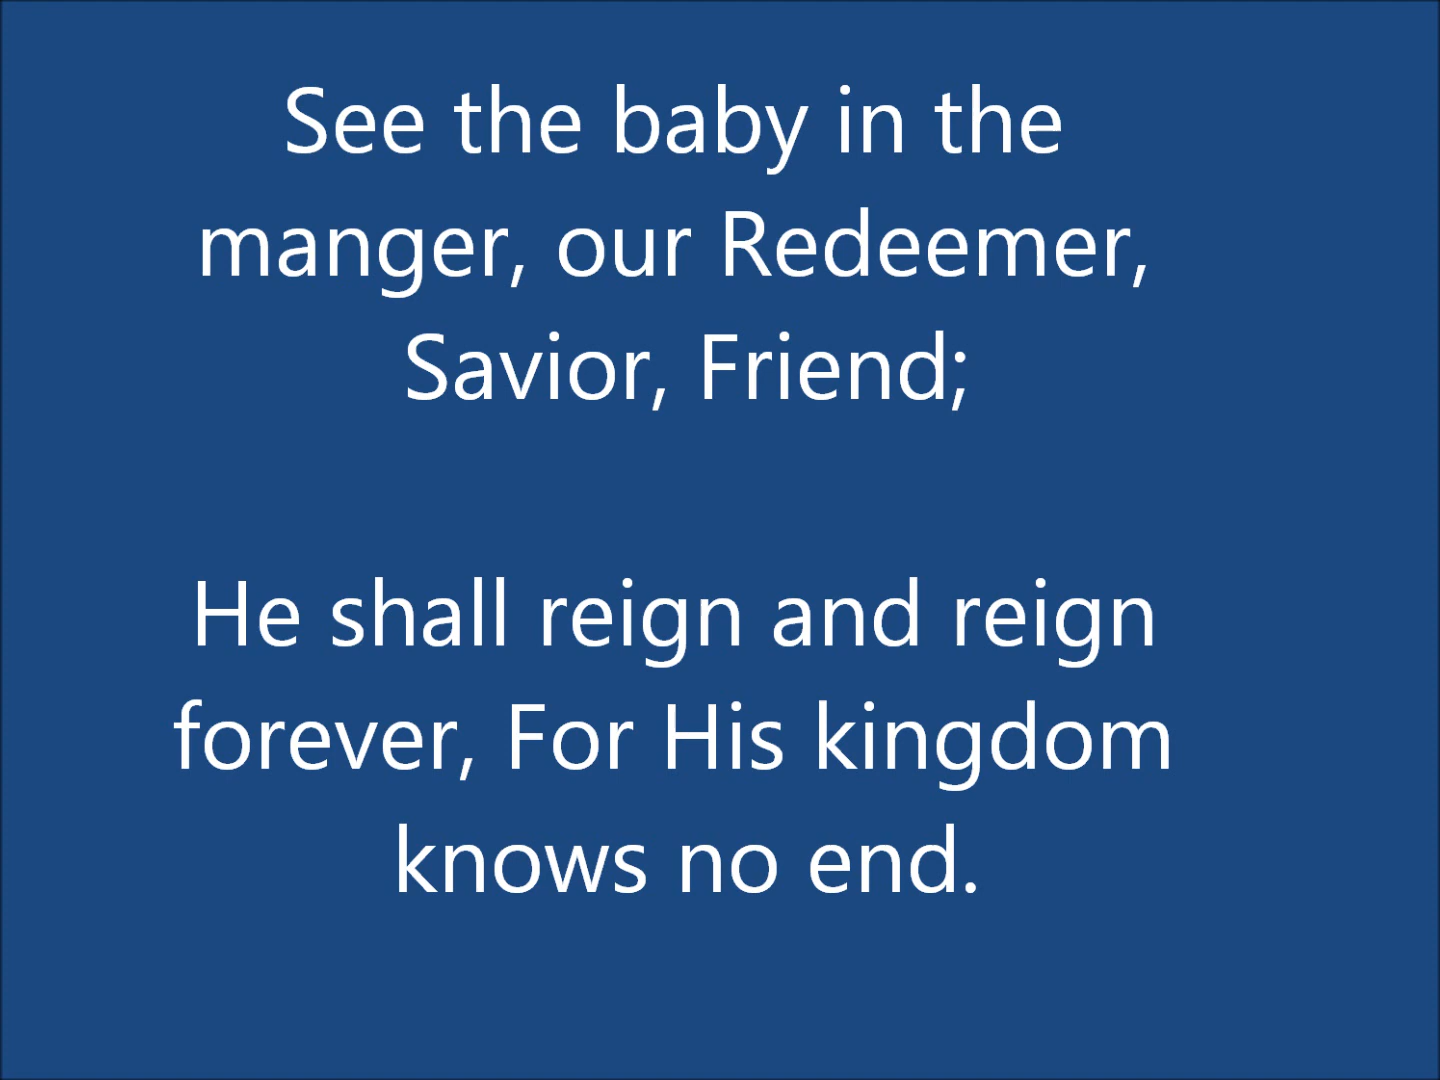 See the baby in the
manger, our Redeemer,
Savior, Friend;
He shall reign and reign
forever, For His kingdom
knows no end.